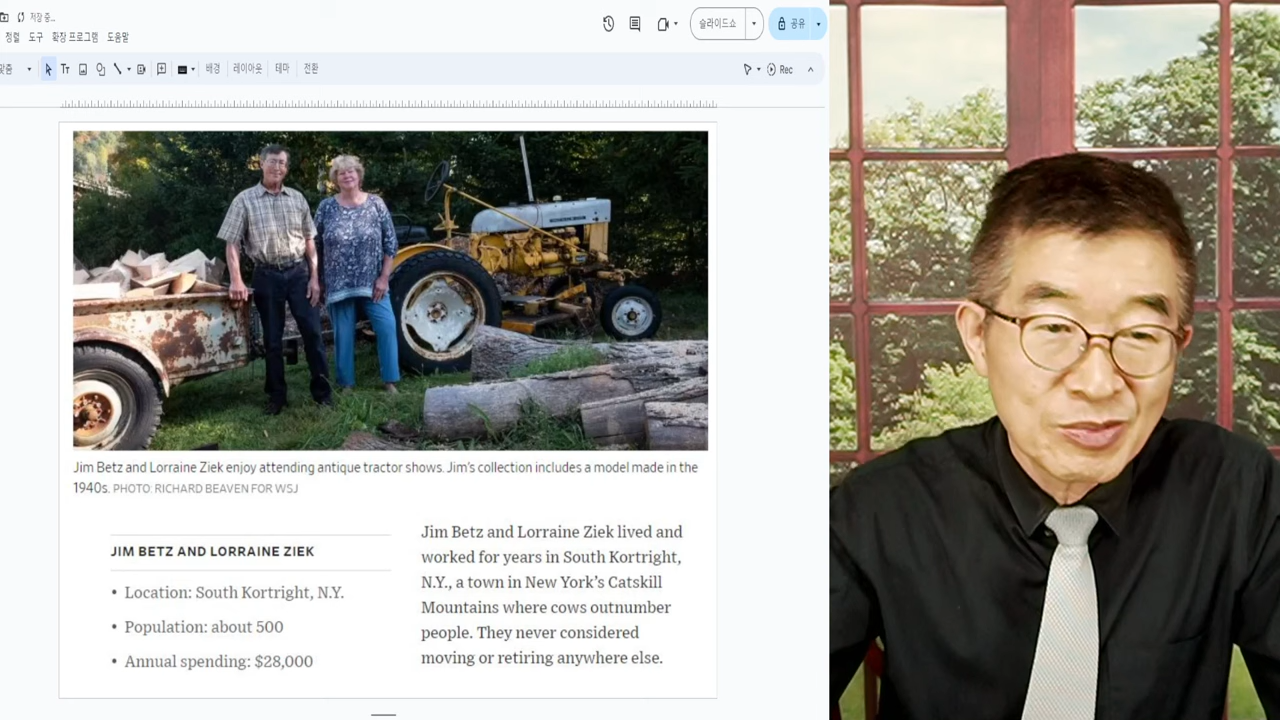 저장 중...
정렬 도구 확장 프로그램 도움말
슬라이드쇼
공유
맞춤
배경 레이아웃 테마 전환
Rec
Jim Betz and Lorraine Ziek enjoy attending antique tractor shows. Jim's collection includes a model made in the
1940s. PHOTO: RICHARD BEAVEN FOR WSJ
JIM BETZ AND LORRAINE ZIEK
• Location: South Kortright, N.Y.
• Population: about 500
• Annual spending: $28,000
Jim Betz and Lorraine Ziek lived and
worked for years in South Kortright,
N.Y., a town in New York's Catskill
Mountains where cows outnumber
people. They never considered
moving or retiring anywhere else.